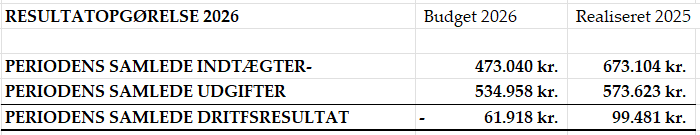 RESULTATOPGØRELSE 2026 Budget 2026 Realiseret 2025
PERIODENS SAMLEDE INDTÆGTER- 473.040 kr. 673.104 kr.
PERIODENS SAMLEDE UDGIFTER 534.958 kr. 573.623 kr.
PERIODENS SAMLEDE DRITFSRESULTAT - 61.918 kr. 99.481 kr.